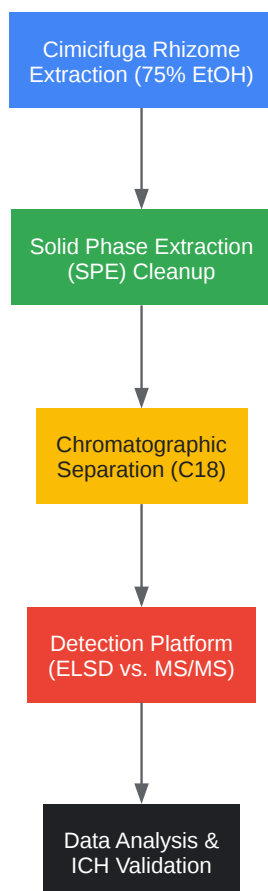 Cimicifuga Rhizome
Extraction (75% EtOH)
Solid Phase Extraction
(SPE) Cleanup
Chromatographic
Separation (C18)
Detection Platform
(ELSD vs. MS/MS)
Data Analysis &
ICH Validation